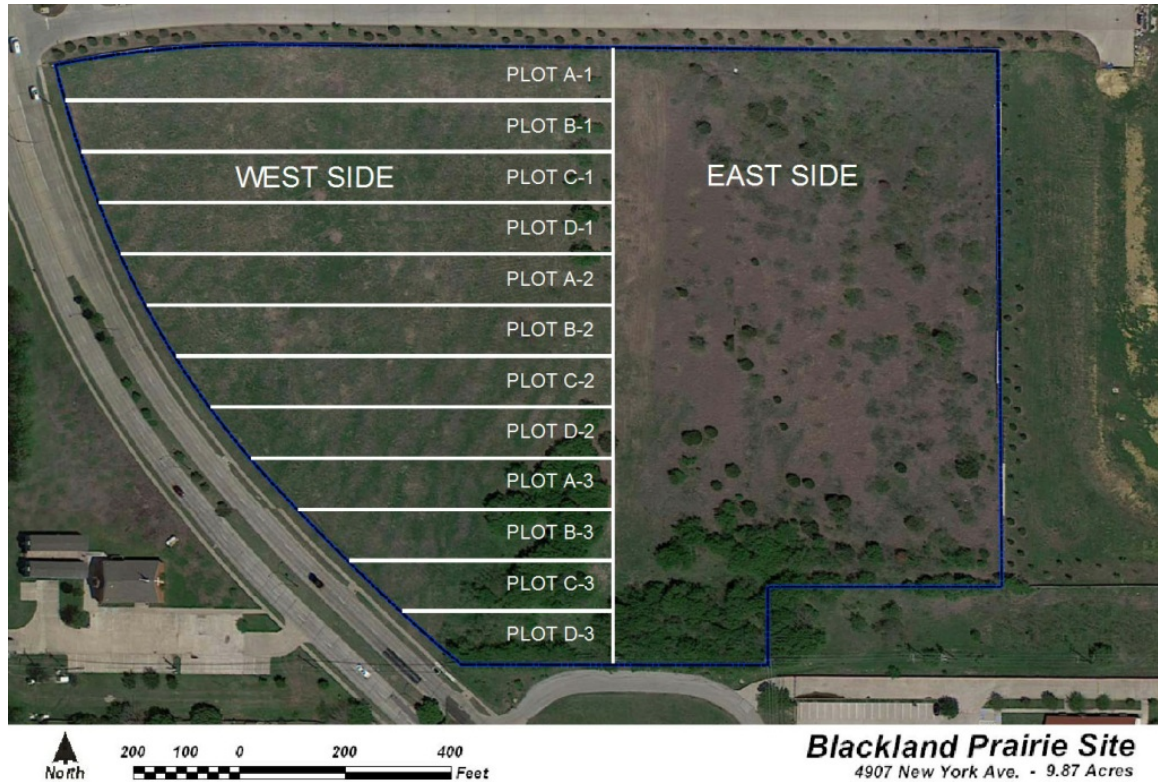 PLOT A-1
PLOT B-1
WEST SIDE
PLOT C-1
EAST SIDE
PLOT D-1
PLOT A-2
PLOT B-2
PLOT C-2
PLOT D-2
PLOT A-3
PLOT B-3
PLOT C-3
PLOT D-3
North
200 100 0 200 400
Feet
Blackland Prairie Site
4907 New York Ave. - 9.87 Acres